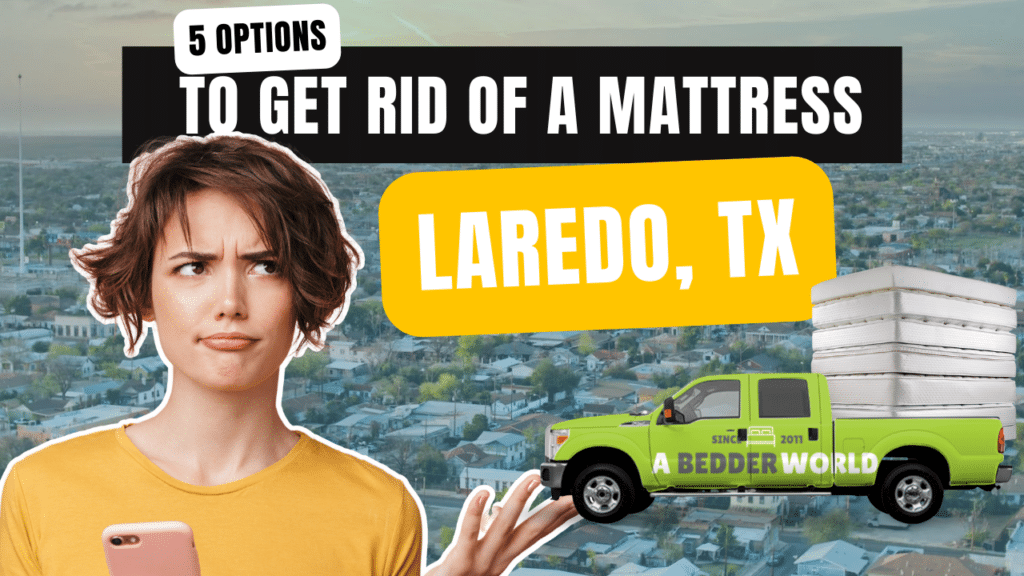 5 OPTIONS
TO GET RID OF A MATTRESS
LAREDO, TX
SINCE 2011
A BEDDER WORLD